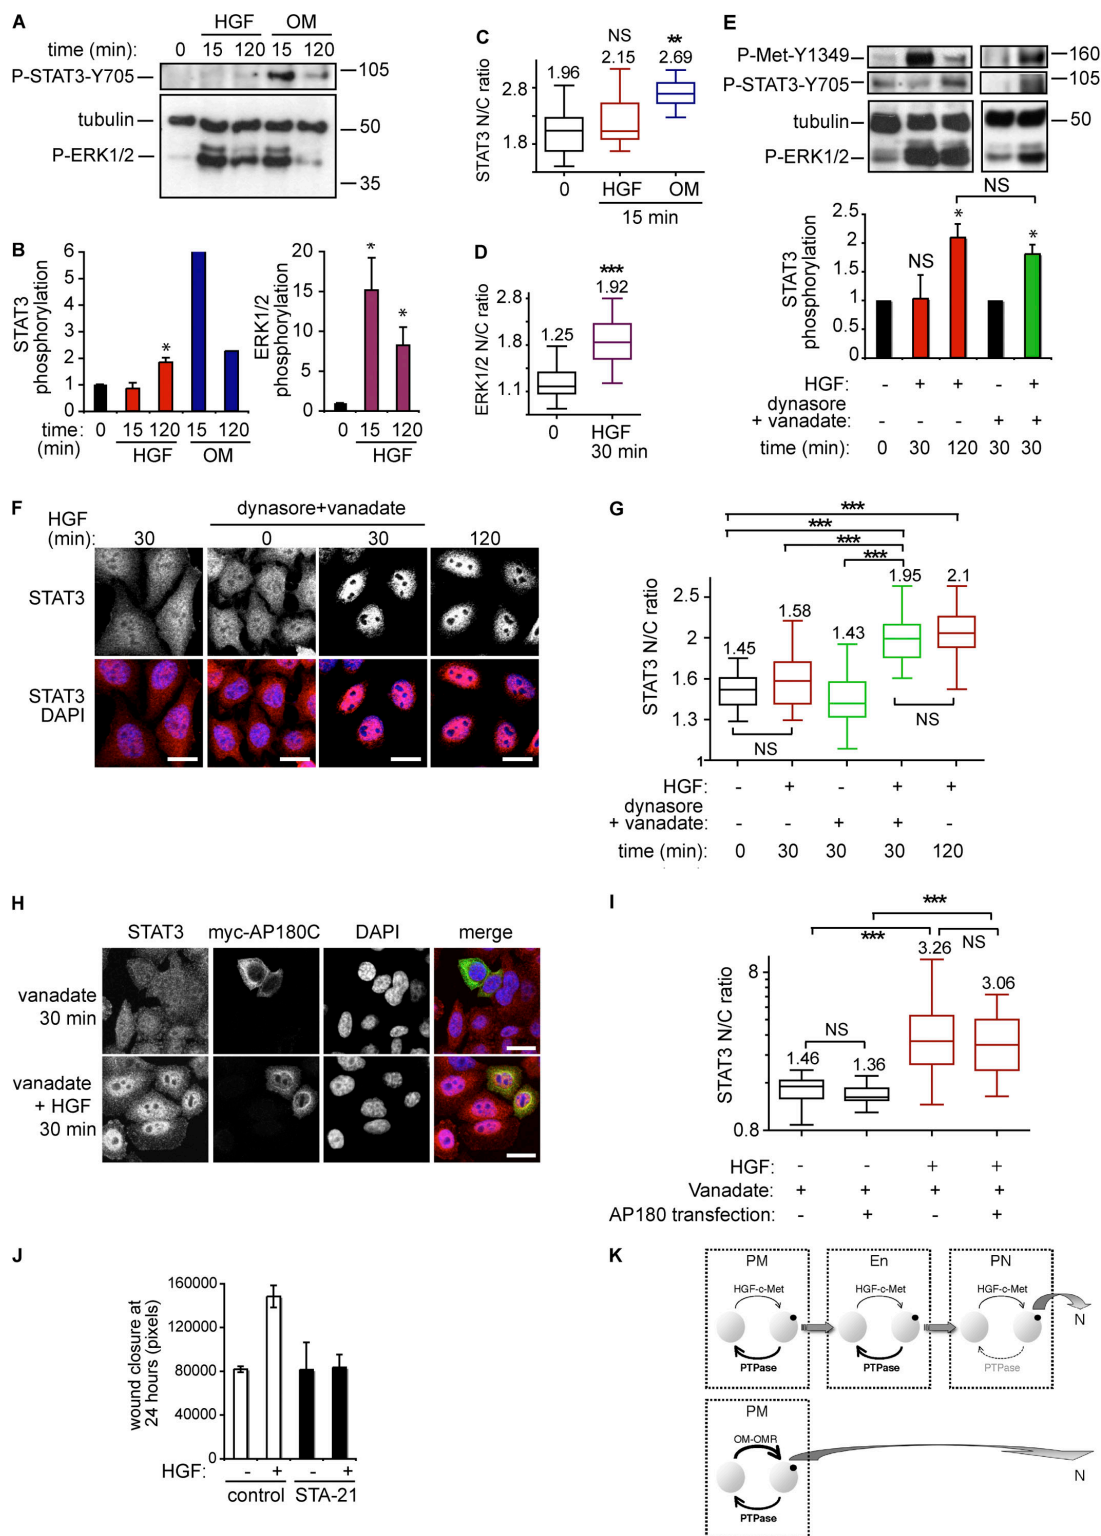 A
HGF OM
time (min): 0 15 120 15 120
P-STAT3-Y705 105
tubulin 50
P-ERK1/2
35
B
STAT3 phosphorylation
6
5
4
3
2
1
0
*
time: (min) 0 15 120 15 120
HGF OM
ERK1/2 phosphorylation
20
15
10
5
0
* *
0 15 120
HGF
C
STAT3 N/C ratio
NS **
1.96 2.15 2.69
2.8
1.8
0 HGF OM
15 min
D
ERK1/2 N/C ratio
***
1.25 1.92
2.8
1.8
1.1
0 HGF
30 min
E
P-Met-Y1349 160
P-STAT3-Y705 105
tubulin 50
P-ERK1/2
NS
STAT3 phosphorylation
2.5
2
1.5
1
0.5
0
NS * *
HGF: - + + - +
dynasore
+ vanadate: - - - + +
time (min): 0 30 120 30 30
F
HGF (min):
dynasore+vanadate
30 0 30 120
STAT3
STAT3
DAPI
G
***
***
***
***
STAT3 N/C ratio
2.5
2
1.6
1.3
1
1.45 1.58 1.43 1.95 2.1
NS NS
HGF: - + - + +
dynasore
+ vanadate: - - + + -
time (min): 0 30 30 30 120
H
STAT3 myc-AP180C DAPI merge
vanadate
30 min
vanadate
+ HGF
30 min
I
***
***
NS
NS
STAT3 N/C ratio
8
0.8
1.46 1.36 3.26 3.06
HGF: - - + +
Vanadate: + + + +
AP180 transfection: - + - +
J
wound closure at
24 hours (pixels)
160000
120000
80000
40000
0
HGF: - + - +
control STA-21
K
PM En PN
HGF-c-Met HGF-c-Met HGF-c-Met
N
PTPase PTPase PTPase
PM
OM-OMR
N
PTPase